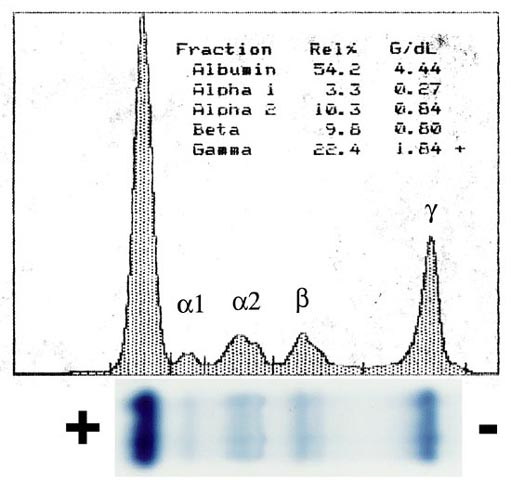 Fraction Rel% G/dL
Albumin 54.2 4.44
Alpha 1 3.3 0.27
Alpha 2 10.3 0.84
Beta 9.8 0.80
Gamma 22.4 1.84 +
γ
α1 α2 β
+ -